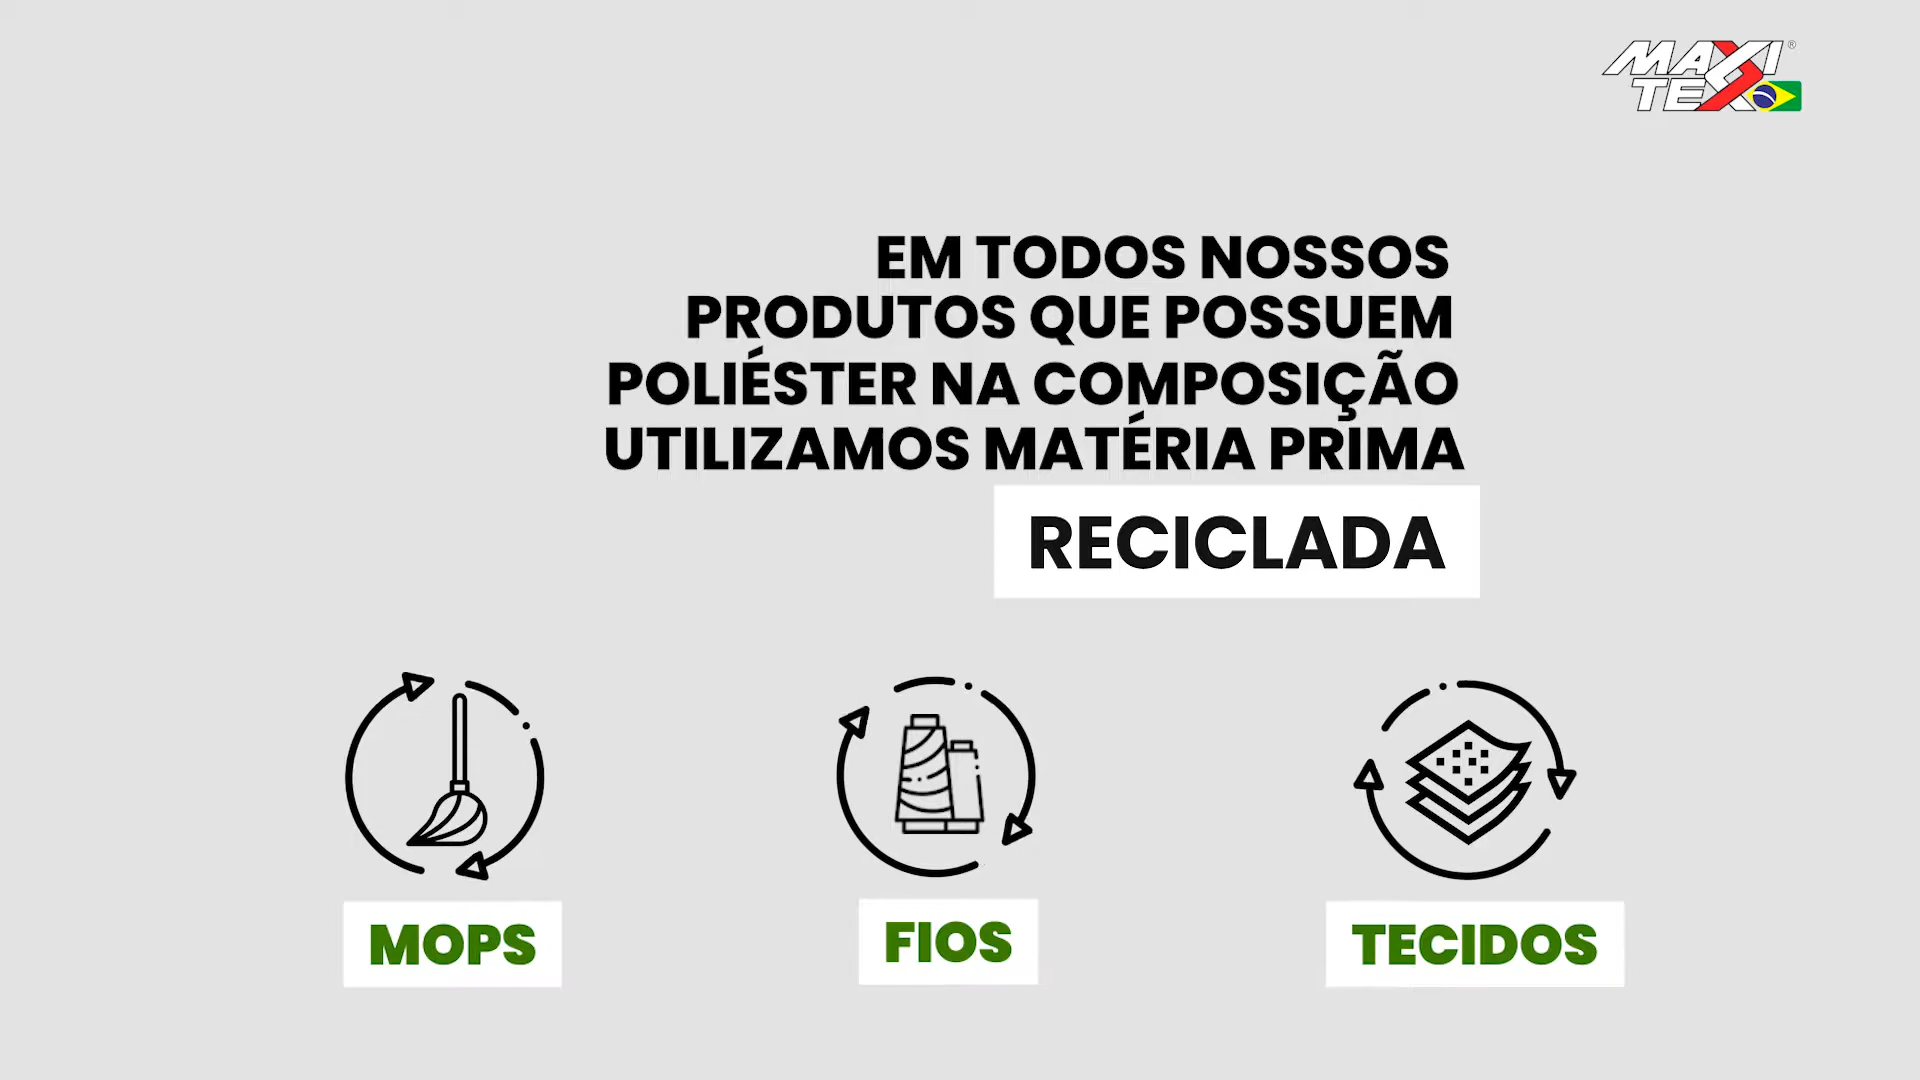 MAXI®
TEX
EM TODOS NOSSOS
PRODUTOS QUE POSSUEM
POLIÉSTER NA COMPOSIÇÃO
UTILIZAMOS MATÉRIA PRIMA
RECICLADA
MOPS
FIOS
TECIDOS